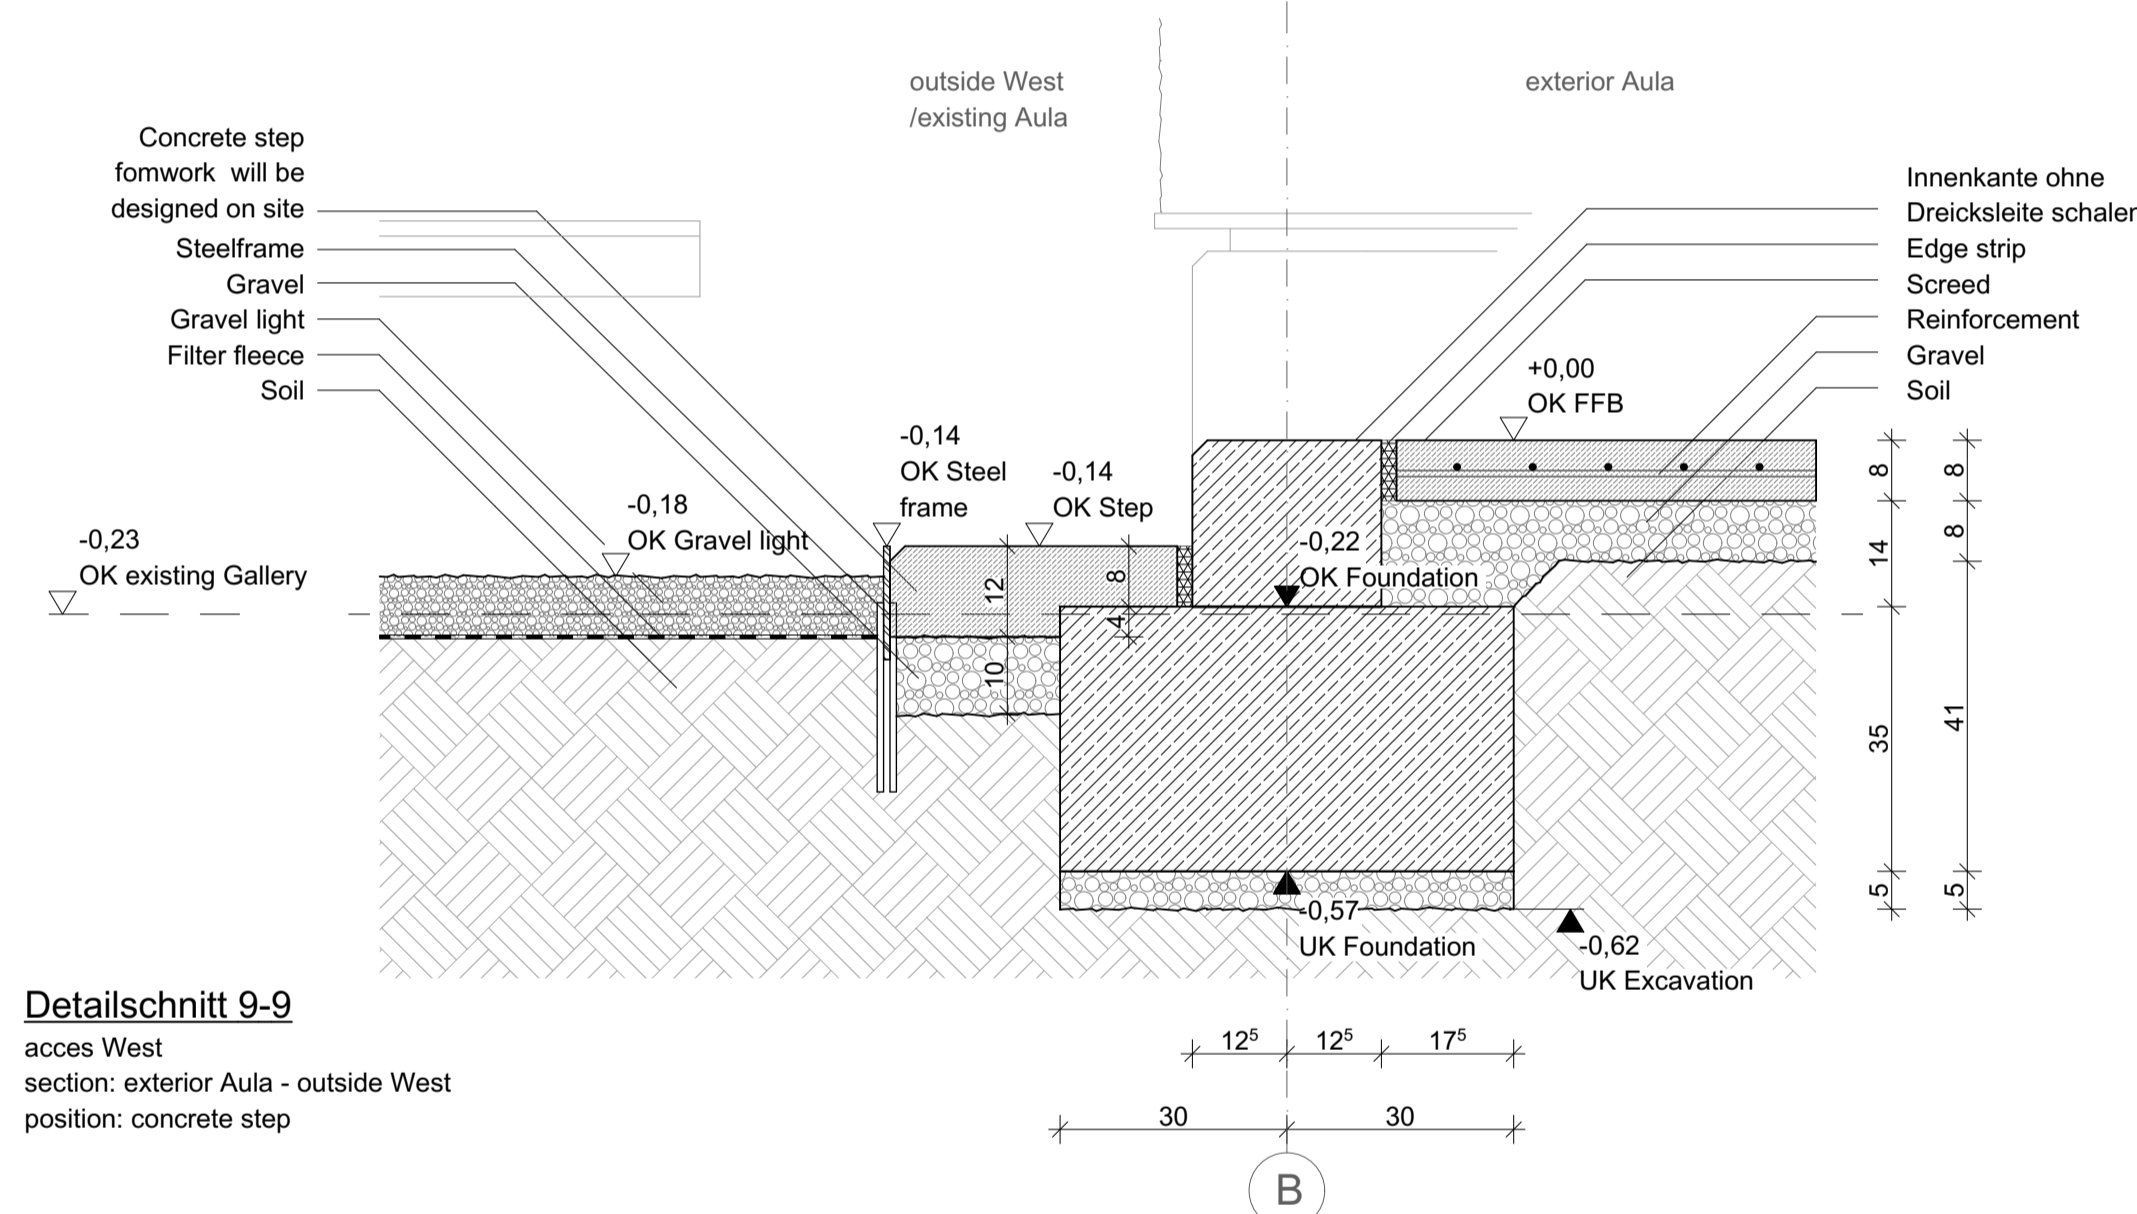 outside West
/existing Aula
exterior Aula
Concrete step
fomwork will be
designed on site
Steelframe
Gravel
Gravel light
Filter fleece
Soil
Innenkante ohne
Dreicksleite schaler
Edge strip
Screed
Reinforcement
Gravel
Soil
+0,00
OK FFB
-0,14
OK Steel
frame
-0,14
OK Step
-0,18
OK Gravel light
-0,23
OK existing Gallery
-0,22
OK Foundation
12
8
4
10
8
14
35
5
8
8
41
5
-0,57
UK Foundation
-0,62
UK Excavation
Detailschnitt 9-9
acces West
section: exterior Aula - outside West
position: concrete step
12⁵ 12⁵ 17⁵
30 30
B